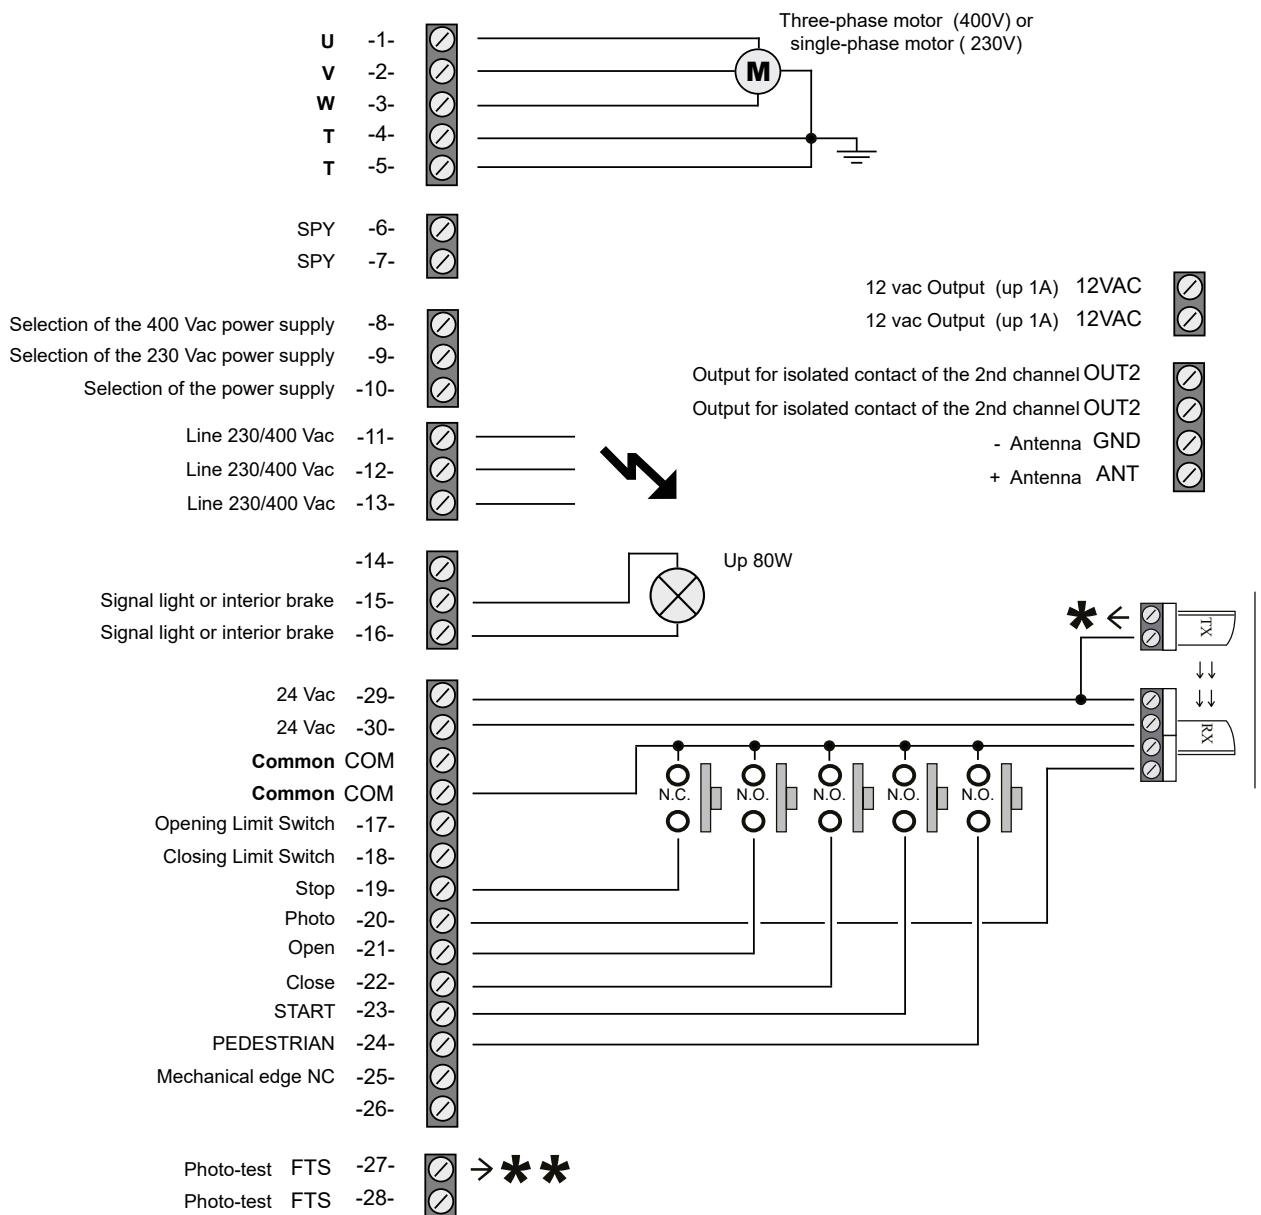 Three-phase motor (400V) or
single-phase motor ( 230V)
U -1-
V -2-
M
W -3-
T -4-
T -5-
SPY -6-
SPY -7-
12 vac Output (up 1A) 12VAC
12 vac Output (up 1A) 12VAC
Selection of the 400 Vac power supply -8-
Selection of the 230 Vac power supply -9-
Selection of the power supply -10-
Output for isolated contact of the 2nd channel OUT2
Output for isolated contact of the 2nd channel OUT2
- Antenna GND
+ Antenna ANT
Line 230/400 Vac -11-
Line 230/400 Vac -12-
Line 230/400 Vac -13-
-14-
Up 80W
Signal light or interior brake -15-
Signal light or interior brake -16-
* ←
TX
24 Vac -29-
24 Vac -30-
RX
Common COM
Common COM
N.C. N.O. N.O. N.O. N.O.
Opening Limit Switch -17-
Closing Limit Switch -18-
Stop -19-
Photo -20-
Open -21-
Close -22-
START -23-
PEDESTRIAN -24-
Mechanical edge NC -25-
-26-
Photo-test FTS -27- → * *
Photo-test FTS -28-